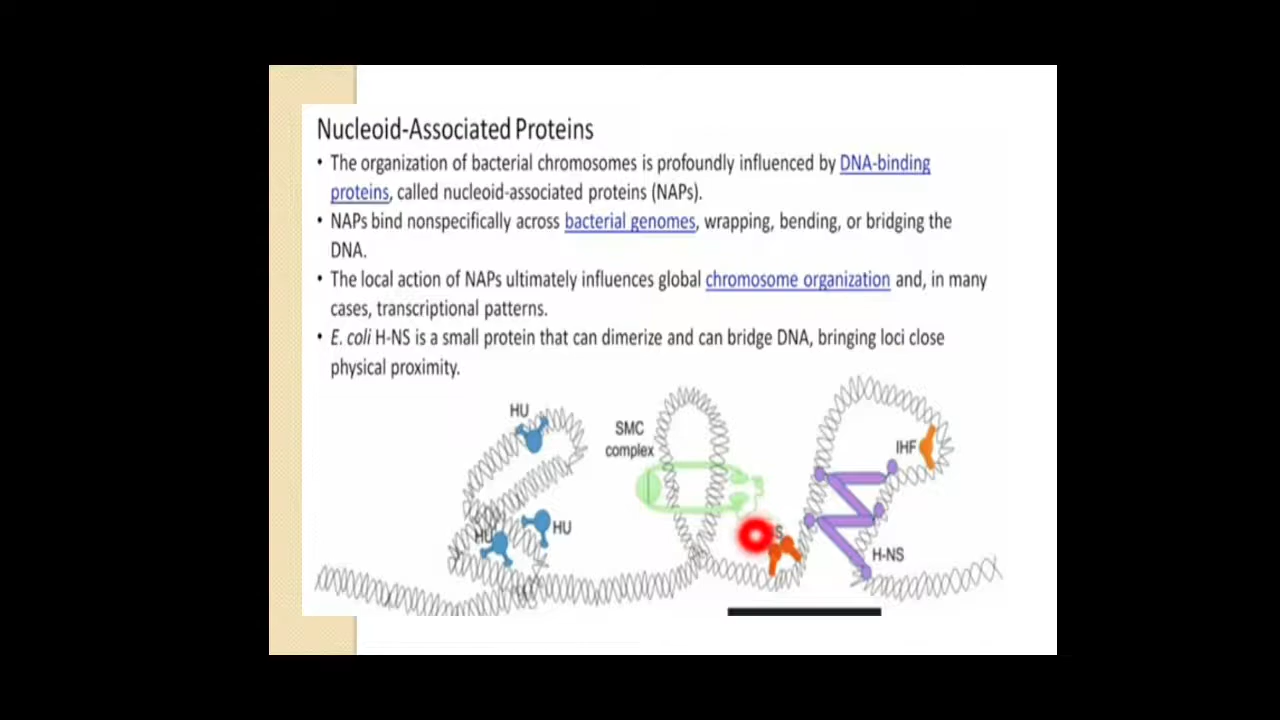 Nucleoid-Associated Proteins
• The organization of bacterial chromosomes is profoundly influenced by DNA-binding
proteins, called nucleoid-associated proteins (NAPs).
• NAPs bind nonspecifically across bacterial genomes, wrapping, bending, or bridging the
DNA.
• The local action of NAPs ultimately influences global chromosome organization and, in many
cases, transcriptional patterns.
• E. coli H-NS is a small protein that can dimerize and can bridge DNA, bringing loci close
physical proximity.
HU
SMC
complex
IHF
HU
HU
H-NS